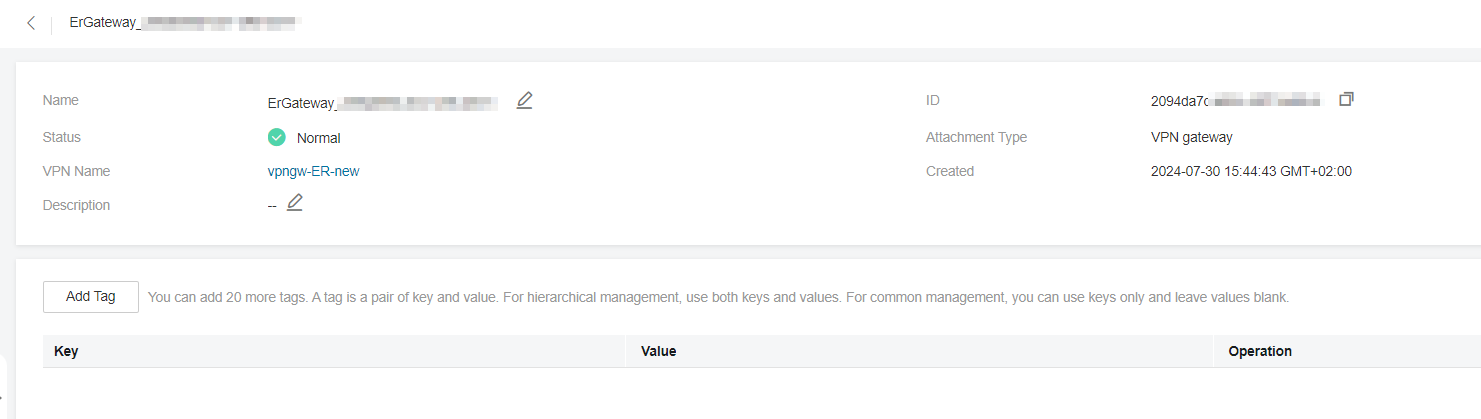 ErGateway_
Name
ErGateway_
ID
2094da7c
Status
Normal
Attachment Type
VPN gateway
VPN Name
vpngw-ER-new
Created
2024-07-30 15:44:43 GMT+02:00
Description
--
Add Tag
You can add 20 more tags. A tag is a pair of key and value. For hierarchical management, use both keys and values. For common management, you can use keys only and leave values blank.
Key
Value
Operation